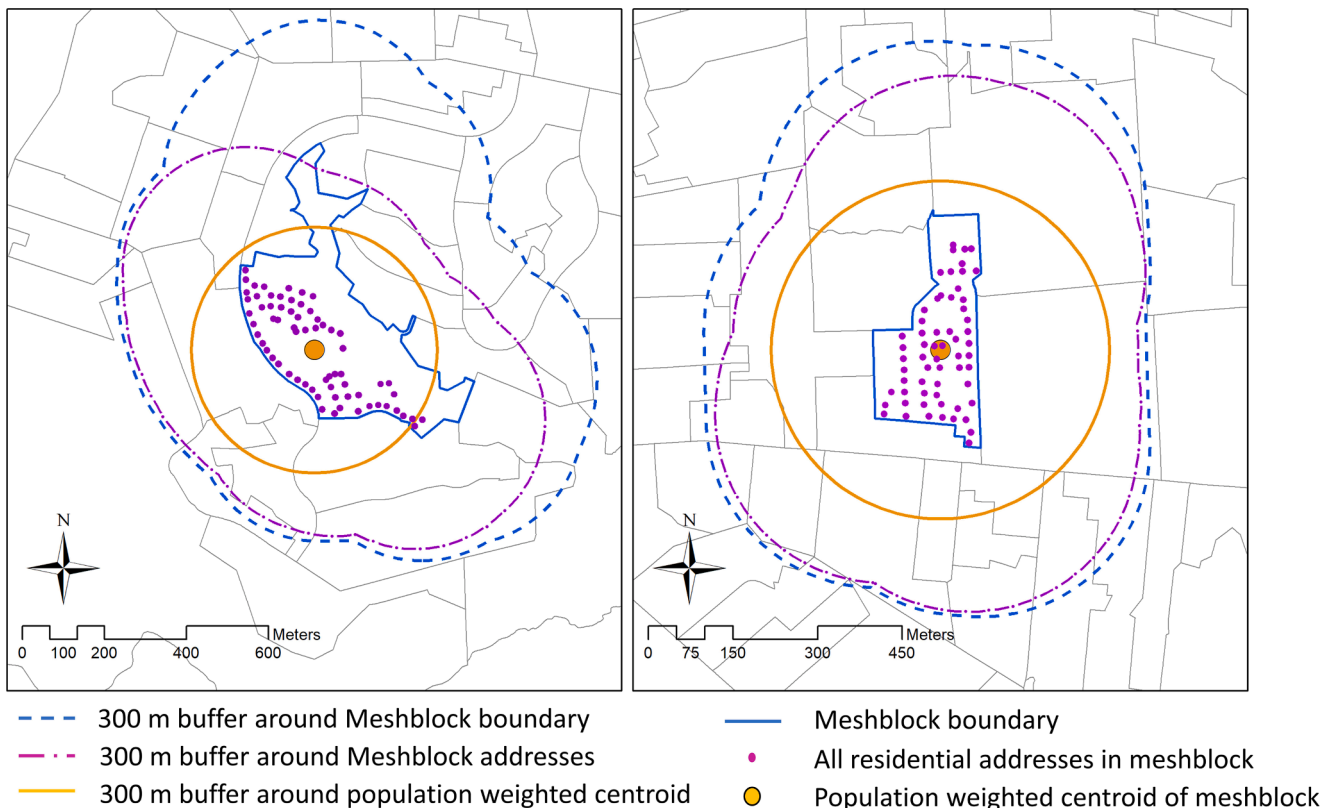 N
Meters
0 100 200 400 600
N
Meters
0 75 150 300 450
300 m buffer around Meshblock boundary
300 m buffer around Meshblock addresses
300 m buffer around population weighted centroid
Meshblock boundary
All residential addresses in meshblock
Population weighted centroid of meshblock